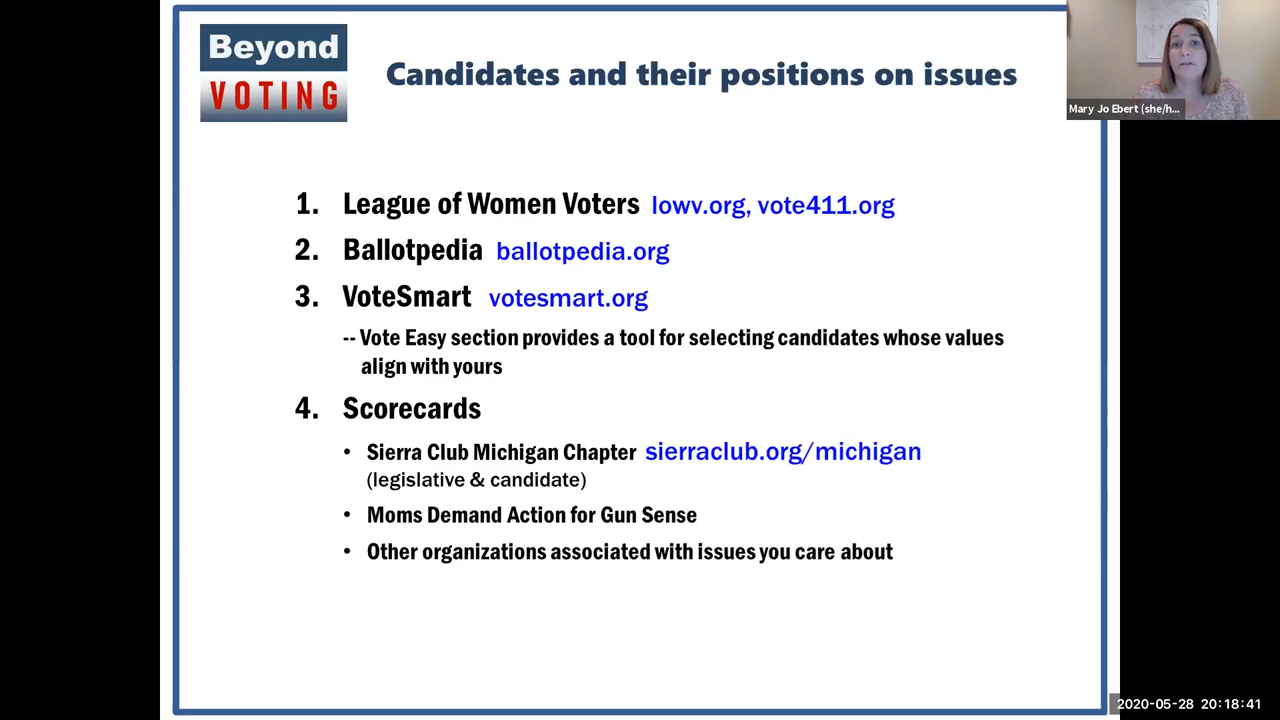 Beyond
VOTING
Candidates and their positions on issues
Mary Jo Ebert (she/h...
1. League of Women Voters lowv.org, vote411.org
2. Ballotpedia ballotpedia.org
3. VoteSmart votesmart.org
-- Vote Easy section provides a tool for selecting candidates whose values
align with yours
4. Scorecards
• Sierra Club Michigan Chapter sierraclub.org/michigan
(legislative & candidate)
• Moms Demand Action for Gun Sense
• Other organizations associated with issues you care about
2020-05-28 20:18:41